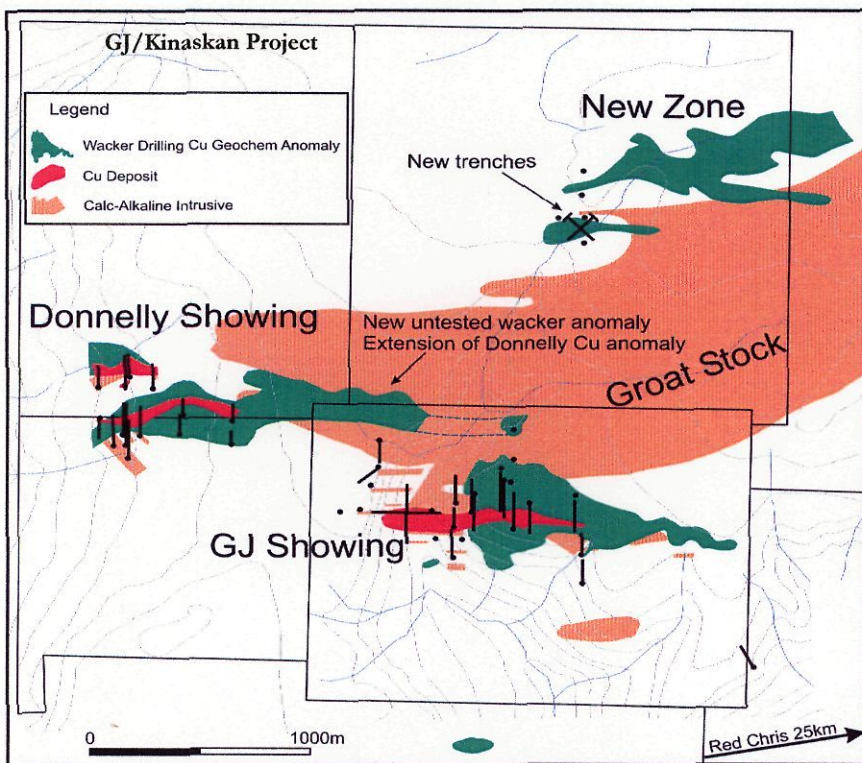 GJ/Kinaskan Project
Legend
Wacker Drilling Cu Geochem Anomaly
Cu Deposit
Calc-Alkaline Intrusive
New Zone
New trenches
Donnelly Showing
New untested wacker anomaly
Extension of Donnelly Cu anomaly
Groat Stock
GJ Showing
0 1000m
Red Chris 25km